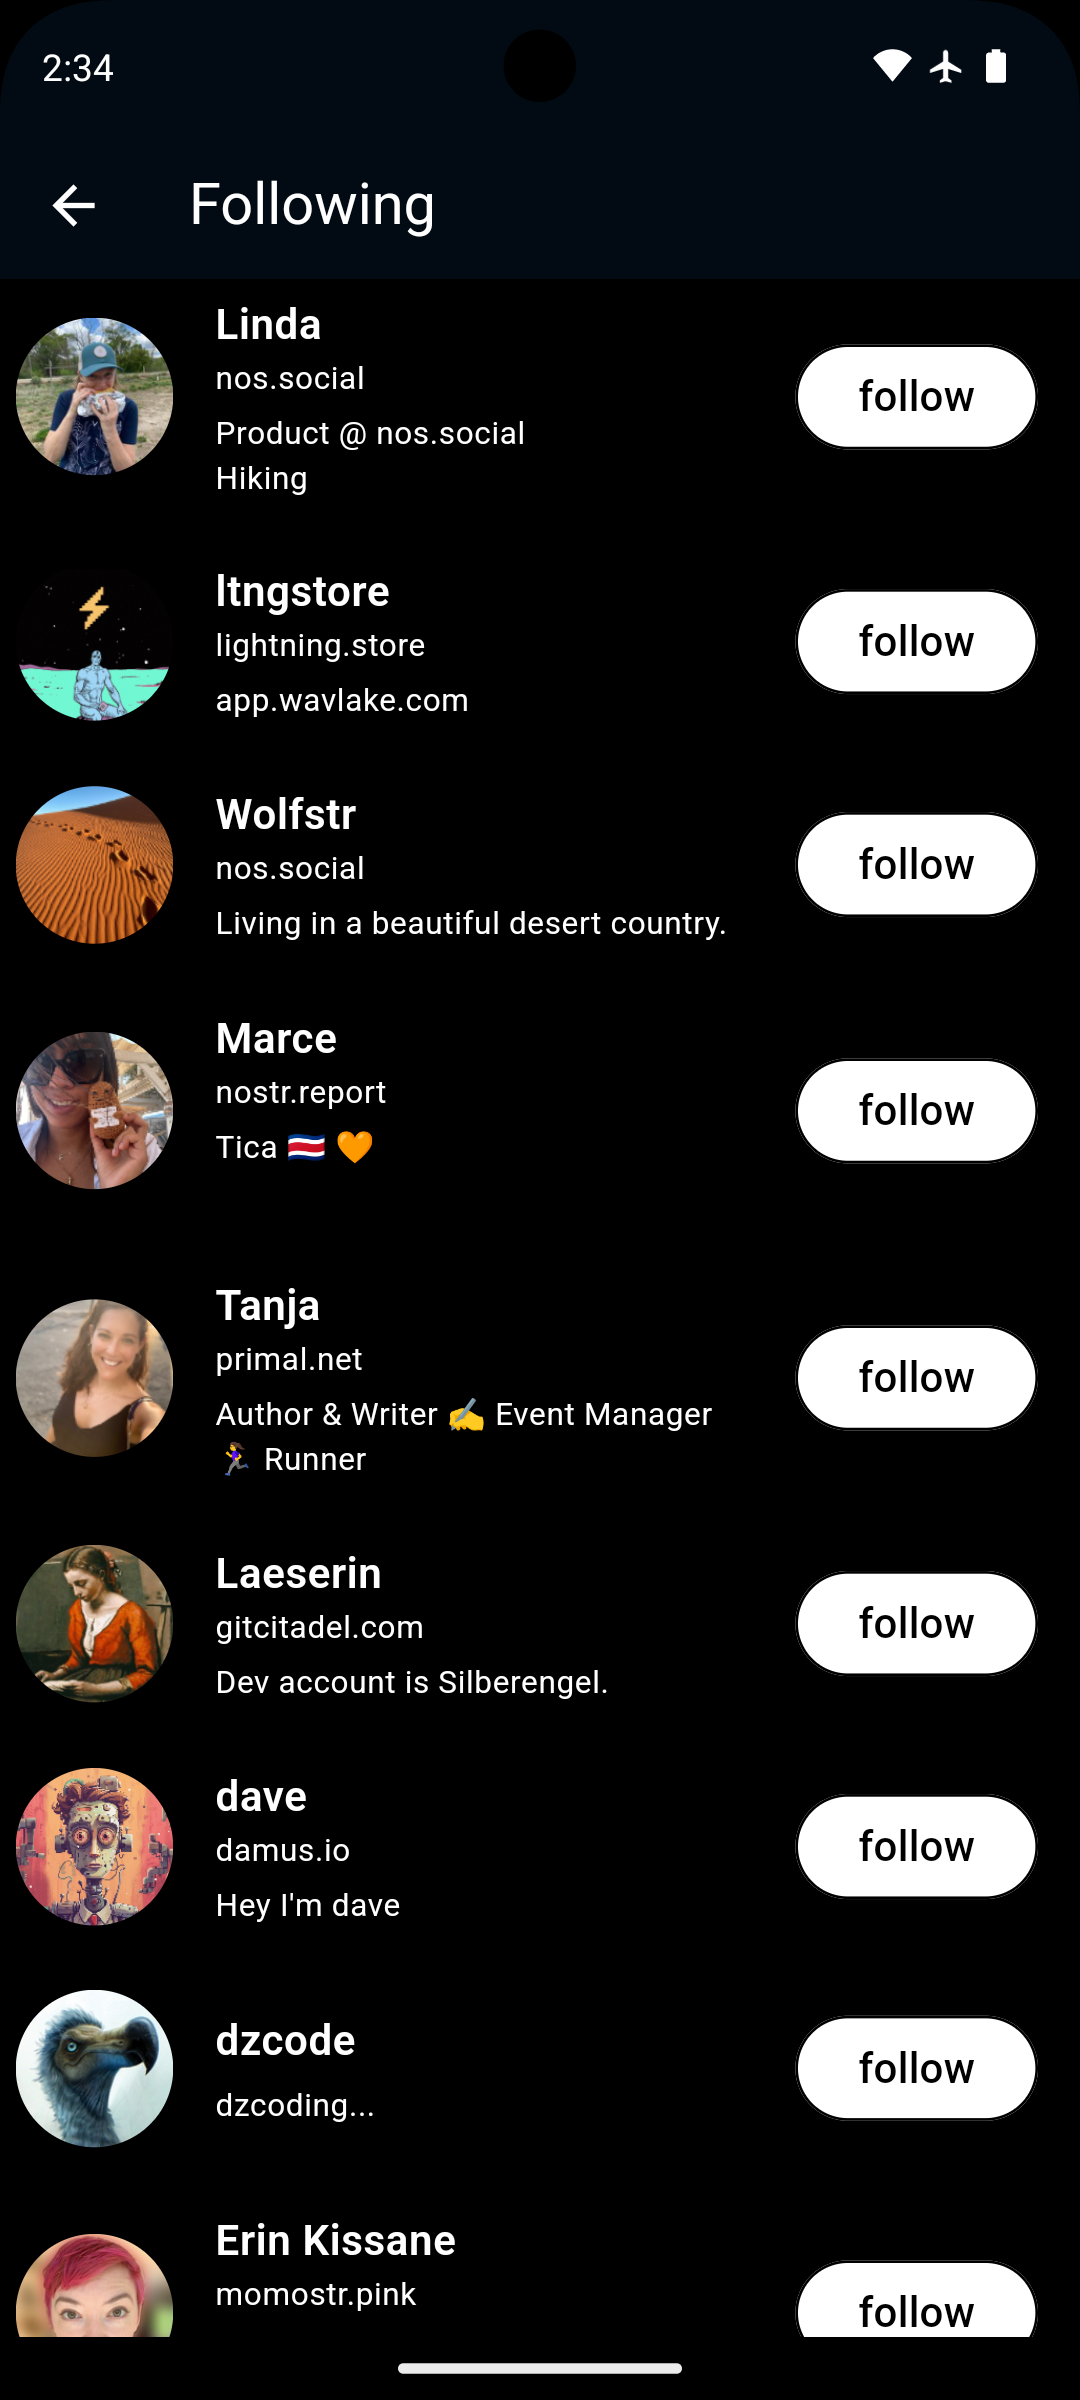 2:34
Following
Linda
nos.social
Product @ nos.social
Hiking
follow
ltngstore
lightning.store
app.wavlake.com
follow
Wolfstr
nos.social
Living in a beautiful desert country.
follow
Marce
nostr.report
Tica 🇨🇷 🧡
follow
Tanja
primal.net
Author & Writer ✍️ Event Manager
🏃‍♀️ Runner
follow
Laeserin
gitcitadel.com
Dev account is Silberengel.
follow
dave
damus.io
Hey I'm dave
follow
dzcode
dzcoding...
follow
Erin Kissane
momostr.pink
follow